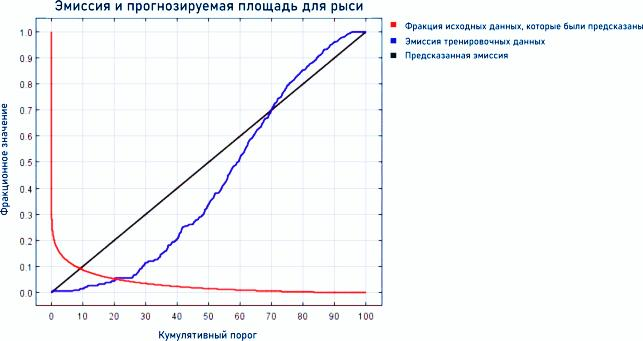 Эмиссия и прогнозируемая площадь для рыси
Фракция исходных данных, которые были предсказаны
Эмиссия тренировочных данных
Предсказанная эмиссия
Фракционное значение
1.0
0.9
0.8
0.7
0.6
0.5
0.4
0.3
0.2
0.1
0.0
0 10 20 30 40 50 60 70 80 90 100
Кумулятивный порог